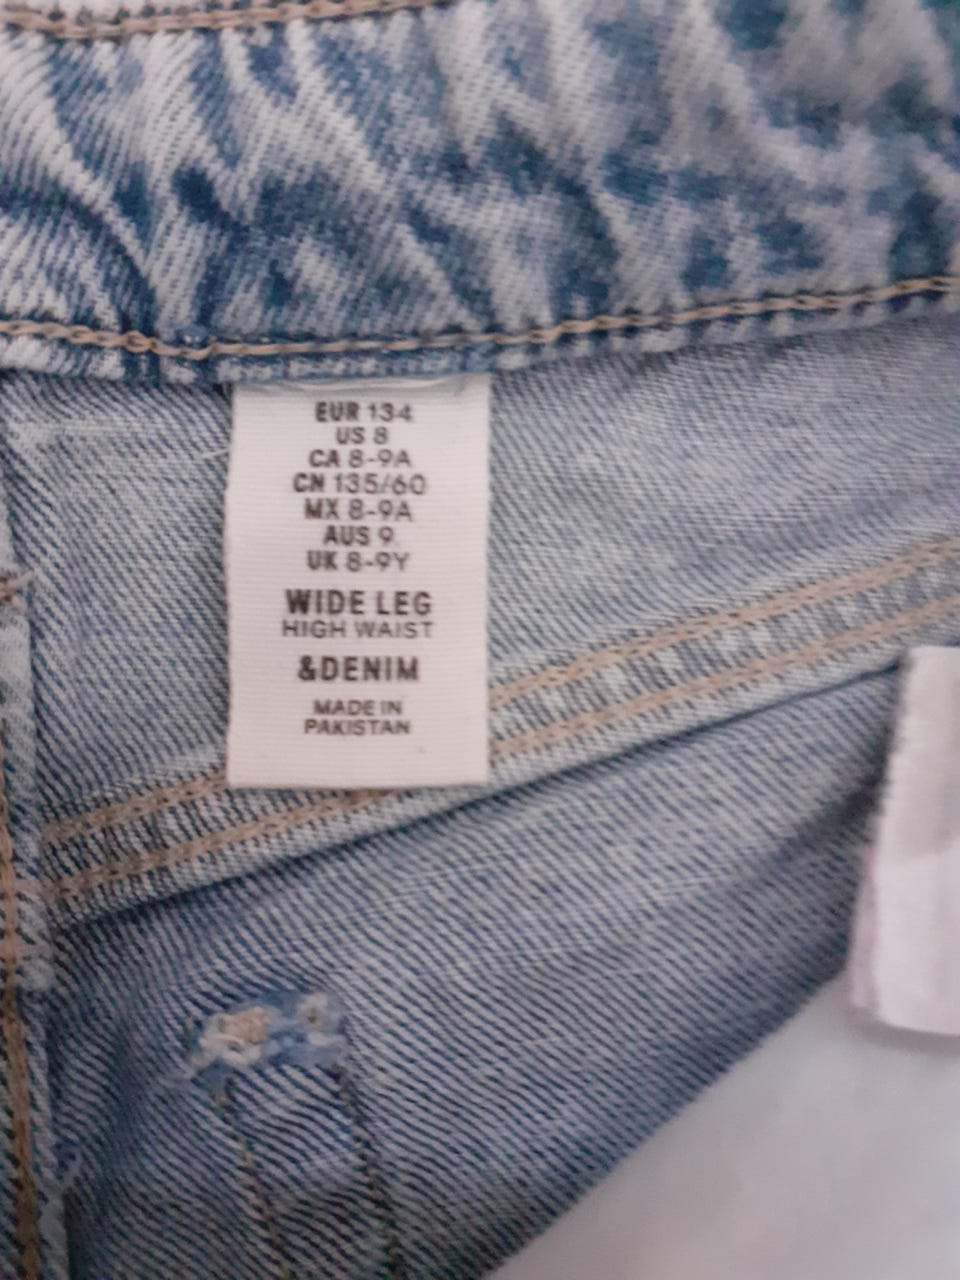 EUR 134
US 8
CA 8-9A
CN 135/60
MX 8-9A
AUS 9
UK 8-9Y
WIDE LEG
HIGH WAIST
&DENIM
MADE IN
PAKISTAN